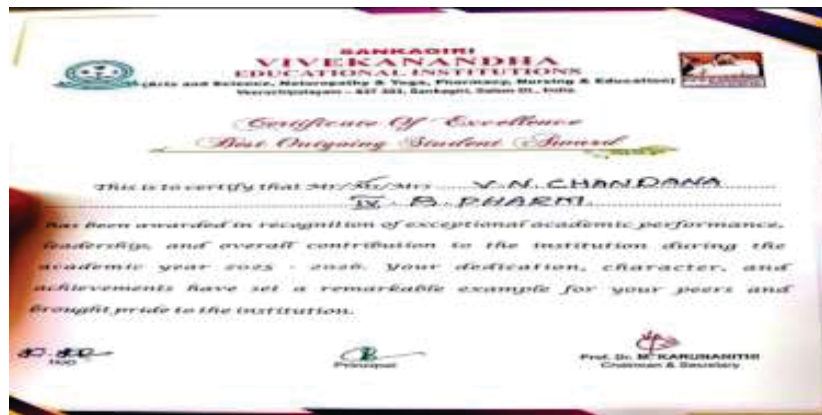 SANKAGIRI
VIVEKANANDHA
EDUCATIONAL INSTITUTIONS
(Arts and Science, Naturopathy & Yoga, Pharmacy, Nursing & Education)
Veerachipalayam - 637 303, Sankagiri, Salem Dt., India.
Certificate Of Excellence
Best Outgoing Student Award
This is to certify that Mr/Ms/Mrs V. N. CHANDANA
IV - B. PHARM.
has been awarded in recognition of exceptional academic performance,
leadership, and overall contribution to the institution during the
academic year 2025 - 2026. Your dedication, character, and
achievements have set a remarkable example for your peers and
brought pride to the institution.
HOD
Principal
Prof. Dr. M. KARUNANITHI
Chairman & Secretary